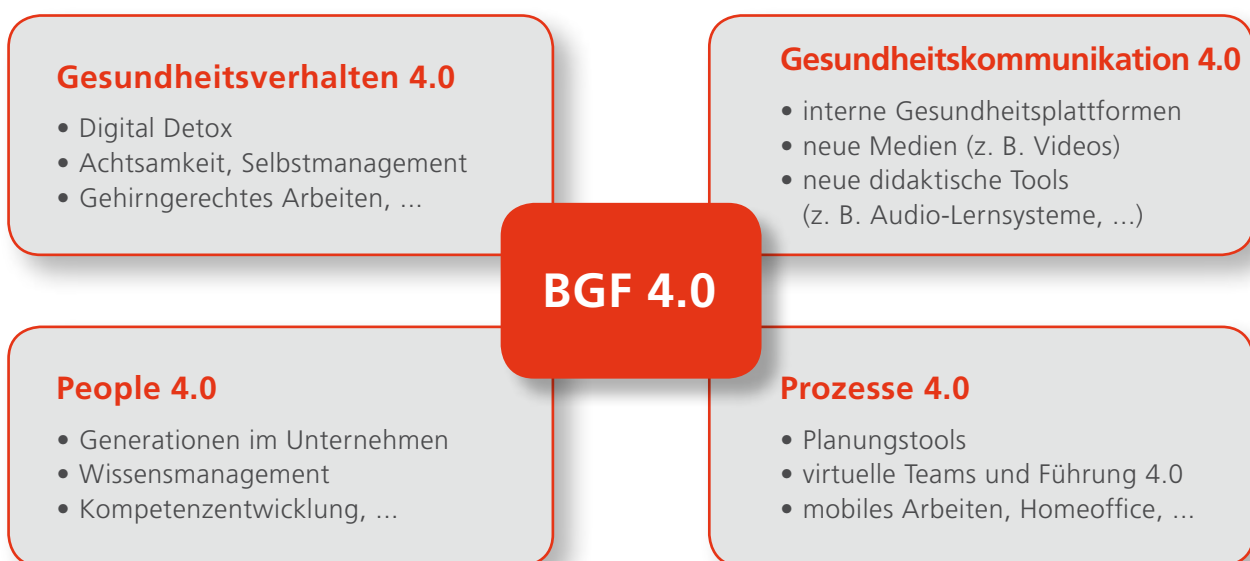 Gesundheitsverhalten 4.0
• Digital Detox
• Achtsamkeit, Selbstmanagement
• Gehirngerechtes Arbeiten, ...
Gesundheitskommunikation 4.0
• interne Gesundheitsplattformen
• neue Medien (z. B. Videos)
• neue didaktische Tools
(z. B. Audio-Lernsysteme, ...)
BGF 4.0
People 4.0
• Generationen im Unternehmen
• Wissensmanagement
• Kompetenzentwicklung, ...
Prozesse 4.0
• Planungstools
• virtuelle Teams und Führung 4.0
• mobiles Arbeiten, Homeoffice, ...